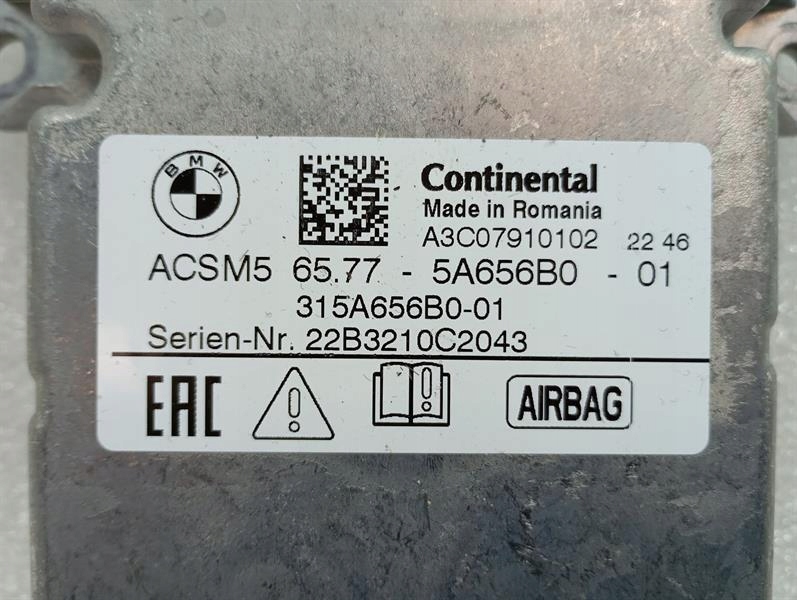 BMW
Continental
Made in Romania
A3C07910102 22 46
ACSM5 65.77 - 5A656B0 - 01
315A656B0-01
Serien-Nr. 22B3210C2043
EAC
AIRBAG